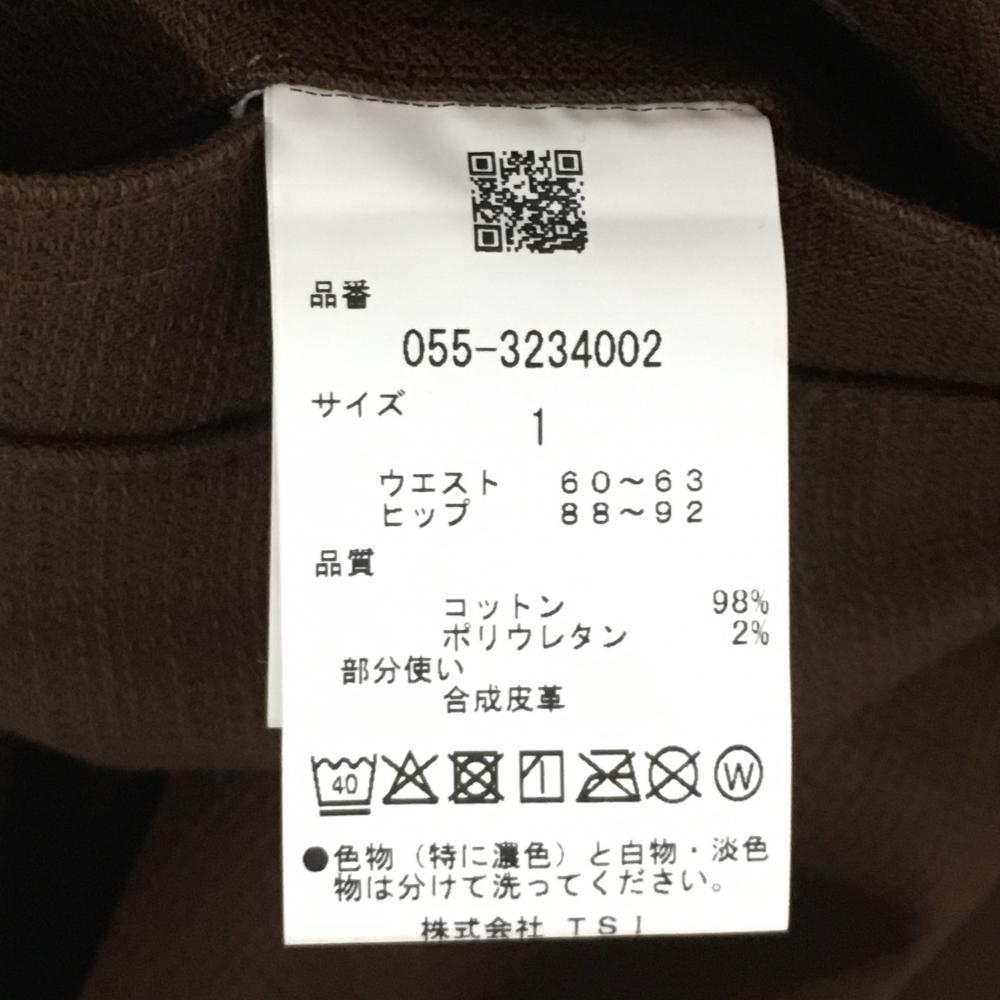 品番
055-3234002
サイズ
1
ウエスト 60～63
ヒップ 88～92
品質
コットン 98%
ポリウレタン 2%
部分使い
合成皮革
40 W
●色物（特に濃色）と白物・淡色
物は分けて洗ってください。
株式会社 TSI